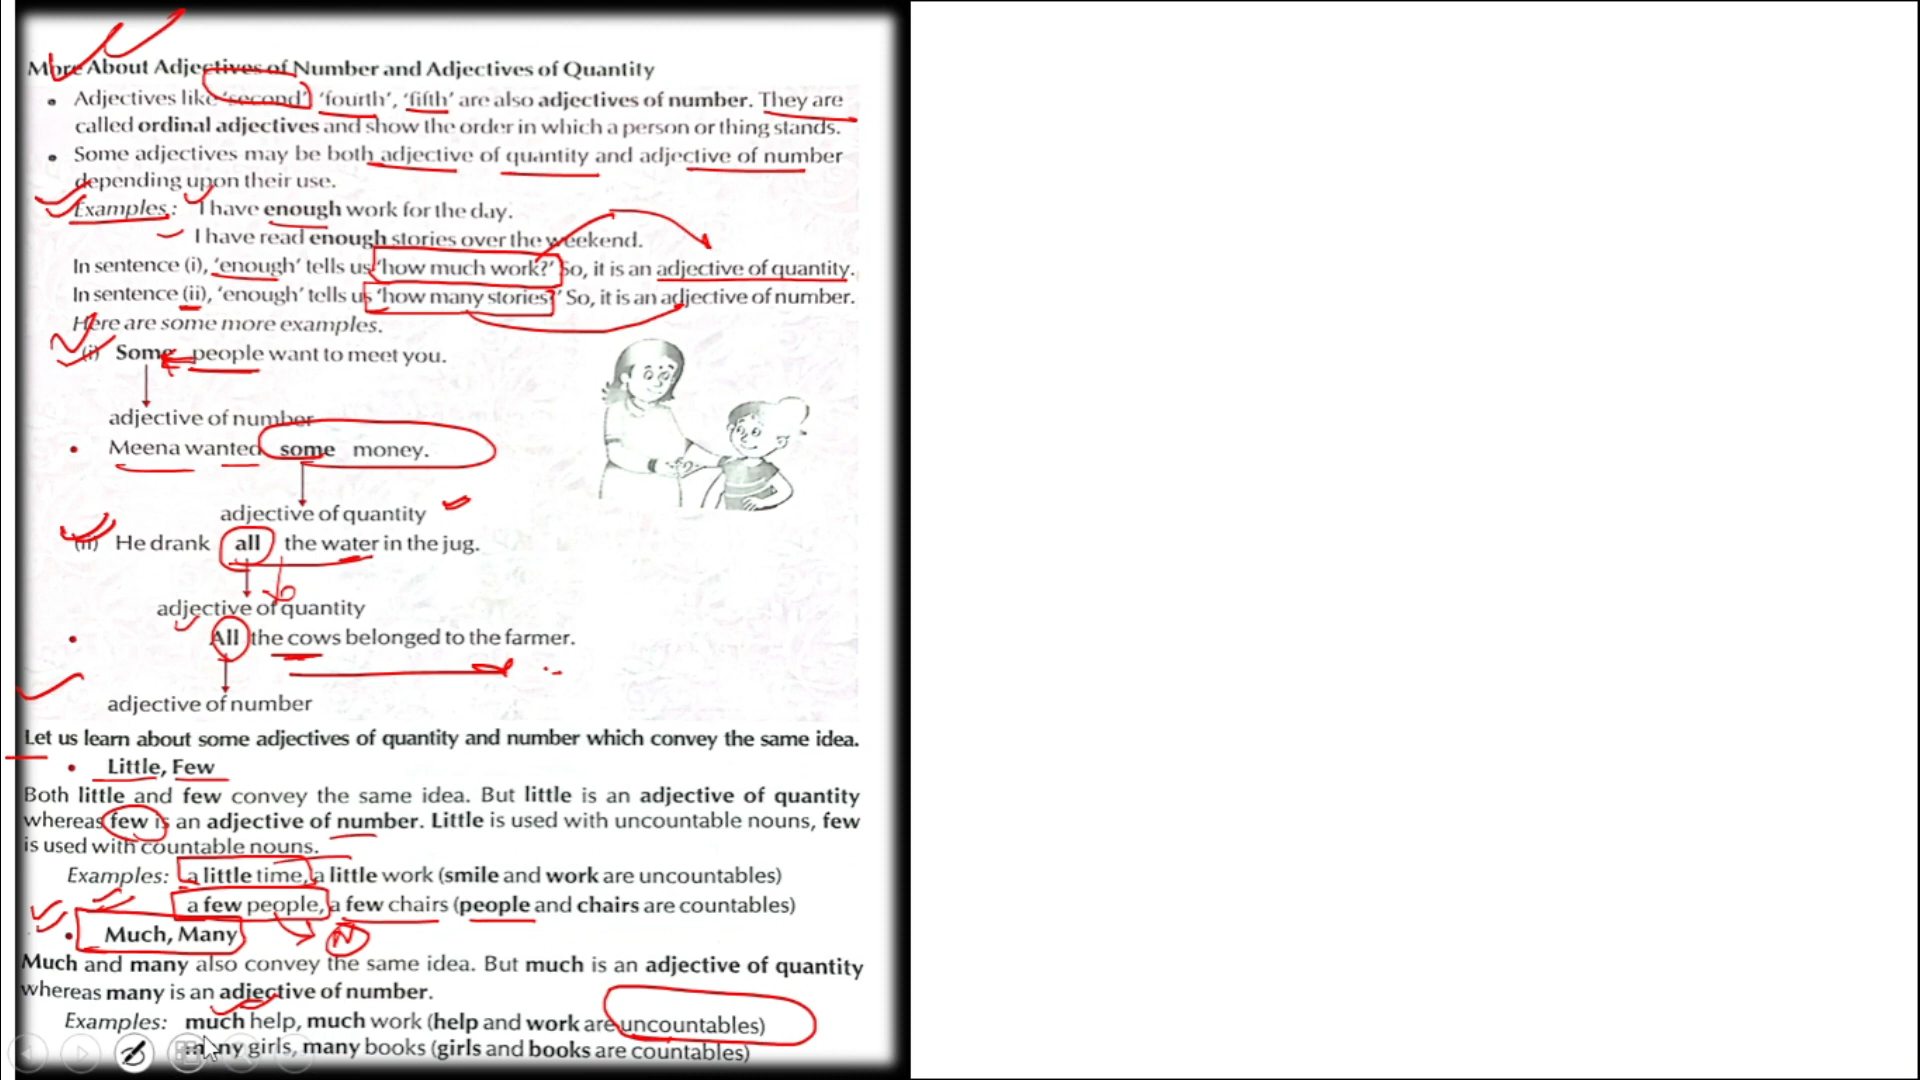 More About Adjectives of Number and Adjectives of Quantity
• Adjectives like 'second', 'fourth', 'fifth' are also adjectives of number. They are
called ordinal adjectives and show the order in which a person or thing stands.
• Some adjectives may be both adjective of quantity and adjective of number
depending upon their use.
Examples: I have enough work for the day.
I have read enough stories over the weekend.
In sentence (i), 'enough' tells us 'how much work?' So, it is an adjective of quantity.
In sentence (ii), 'enough' tells us 'how many stories?' So, it is an adjective of number.
Here are some more examples.
(i) Some people want to meet you.
adjective of number
• Meena wanted some money.
adjective of quantity
(ii) He drank all the water in the jug.
adjective of quantity
• All the cows belonged to the farmer.
adjective of number
Let us learn about some adjectives of quantity and number which convey the same idea.
• Little, Few
Both little and few convey the same idea. But little is an adjective of quantity
whereas few is an adjective of number. Little is used with uncountable nouns, few
is used with countable nouns.
Examples: a little time, a little work (smile and work are uncountables)
a few people, a few chairs (people and chairs are countables)
N
• Much, Many
Much and many also convey the same idea. But much is an adjective of quantity
whereas many is an adjective of number.
Examples: much help, much work (help and work are uncountables)
many girls, many books (girls and books are countables)